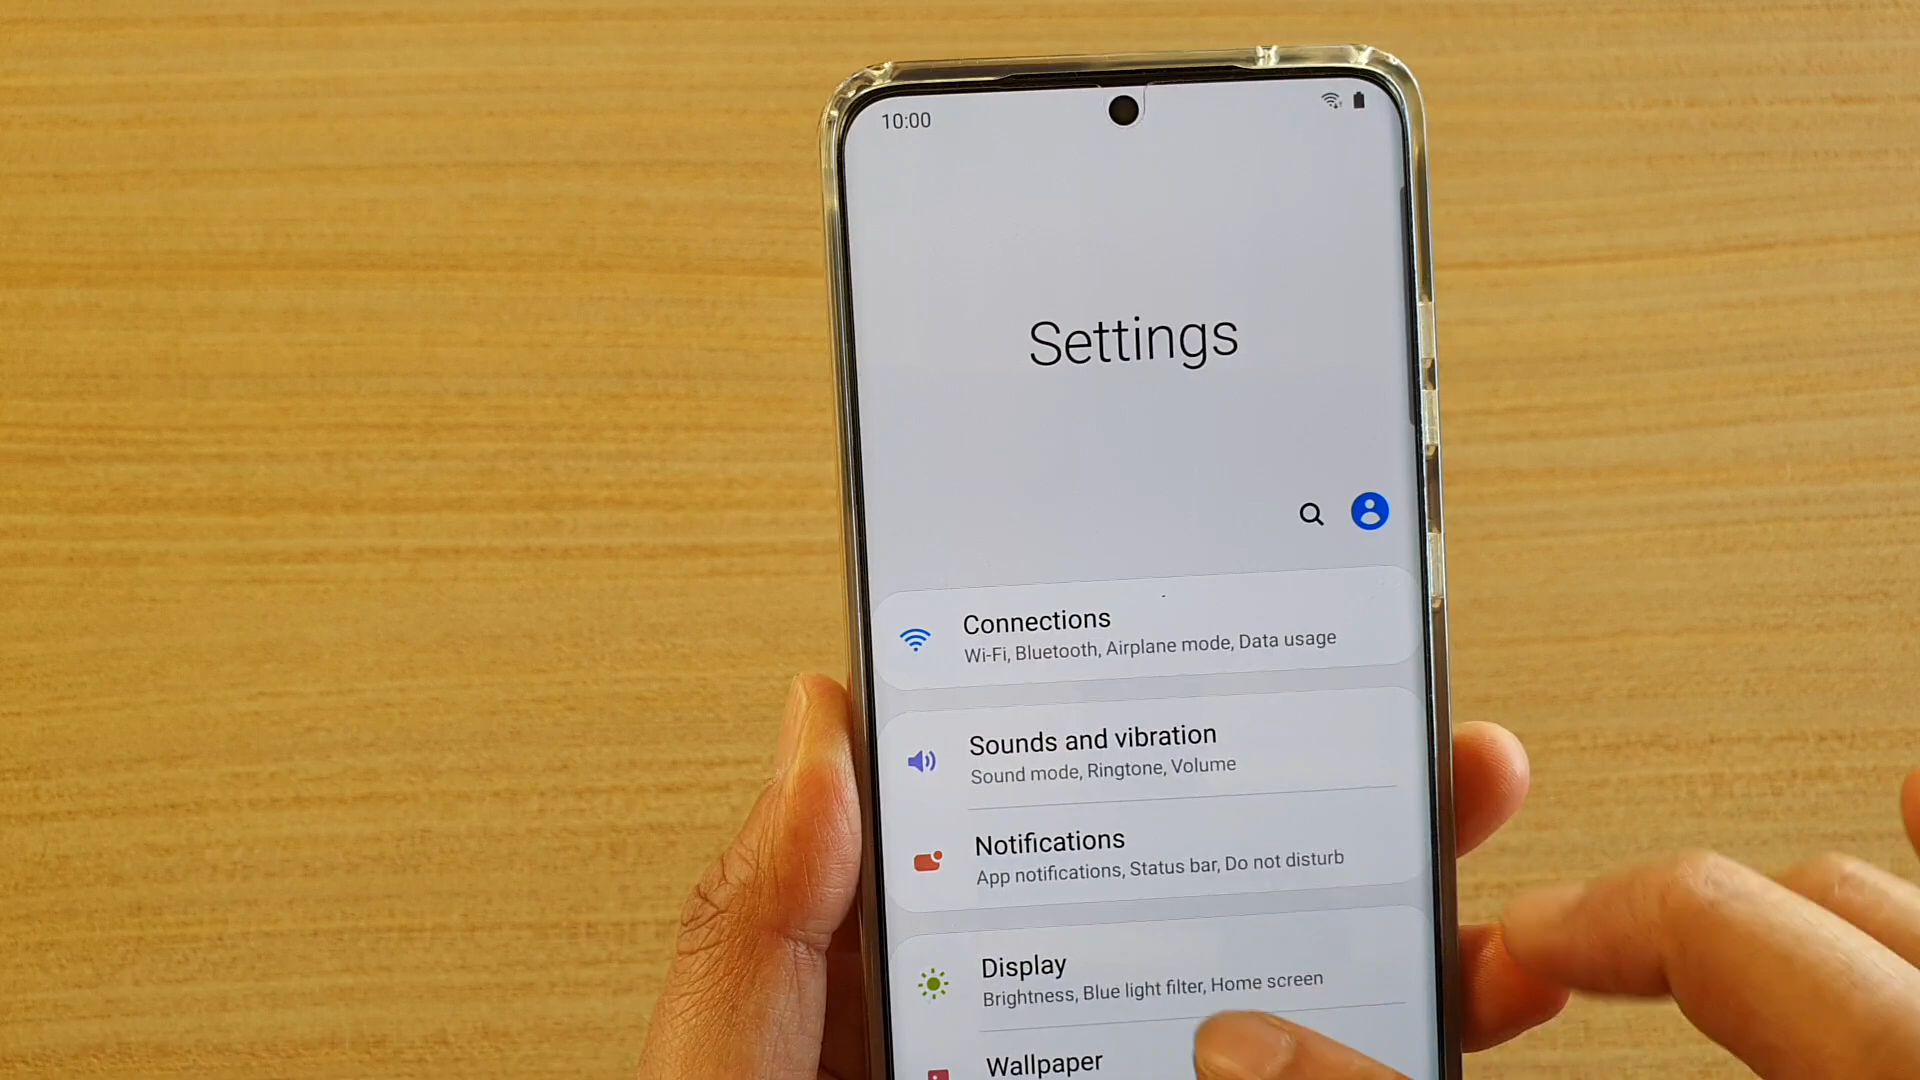 10:00
Settings
Connections
Wi-Fi, Bluetooth, Airplane mode, Data usage
Sounds and vibration
Sound mode, Ringtone, Volume
Notifications
App notifications, Status bar, Do not disturb
Display
Brightness, Blue light filter, Home screen
Wallpaper